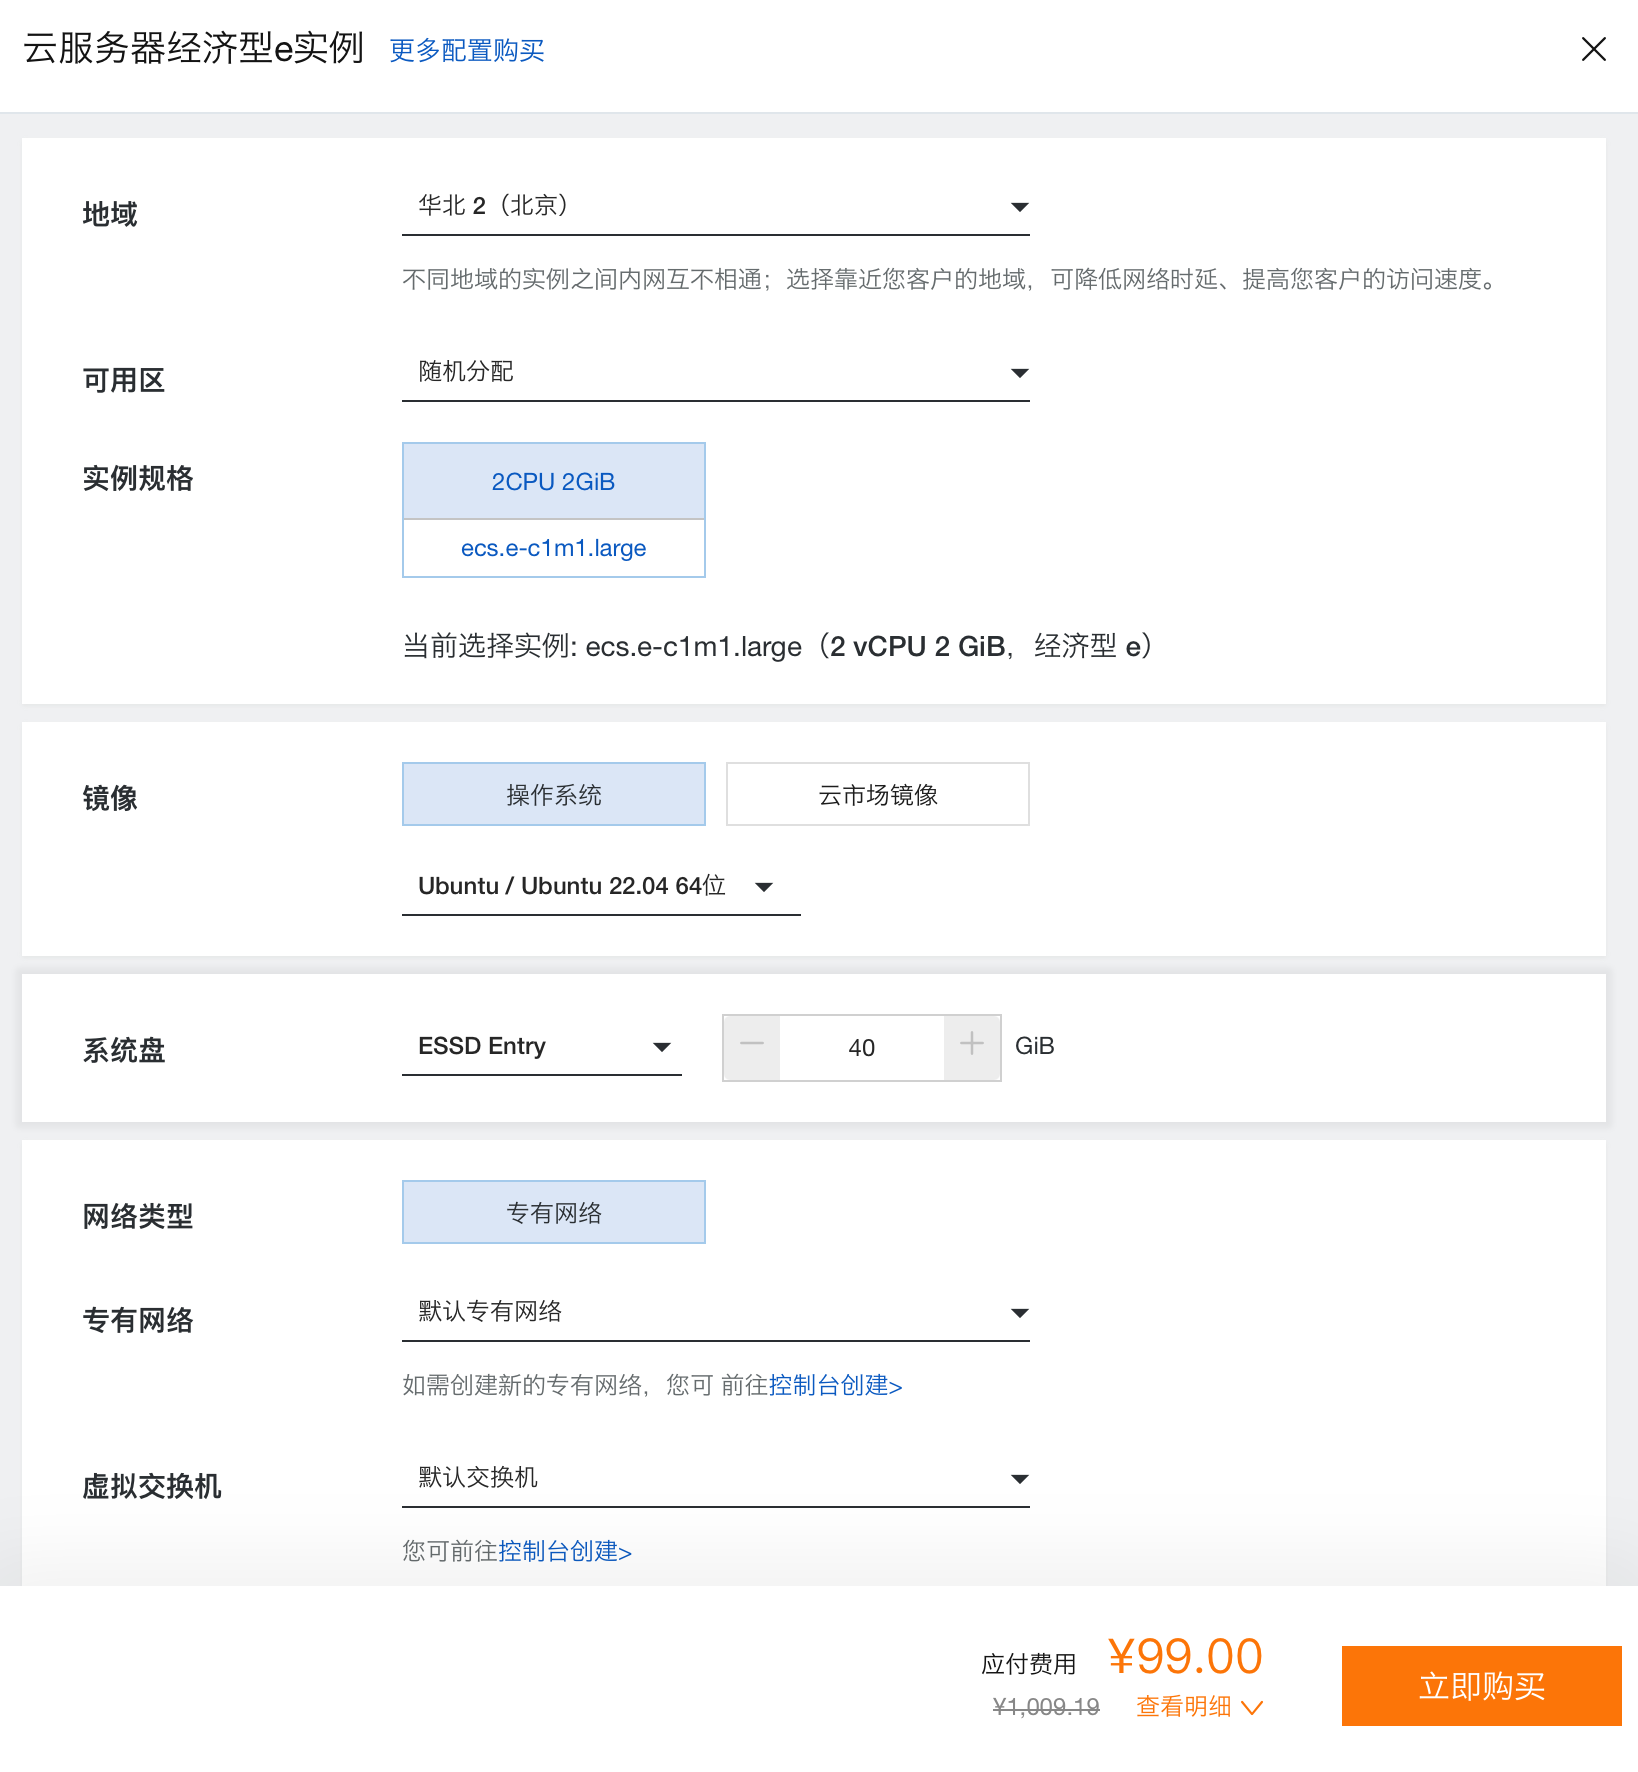 云服务器经济型e实例 更多配置购买
地域 华北 2（北京）
不同地域的实例之间内网互不相通；选择靠近您客户的地域，可降低网络时延、提高您客户的访问速度。
可用区 随机分配
实例规格 2CPU 2GiB
ecs.e-c1m1.large
当前选择实例: ecs.e-c1m1.large（2 vCPU 2 GiB，经济型 e）
镜像 操作系统 云市场镜像
Ubuntu / Ubuntu 22.04 64位
系统盘 ESSD Entry 40 GiB
网络类型 专有网络
专有网络 默认专有网络
如需创建新的专有网络，您可 前往控制台创建>
虚拟交换机 默认交换机
您可前往控制台创建>
应付费用 ¥99.00 立即购买
¥1,009.19 查看明细